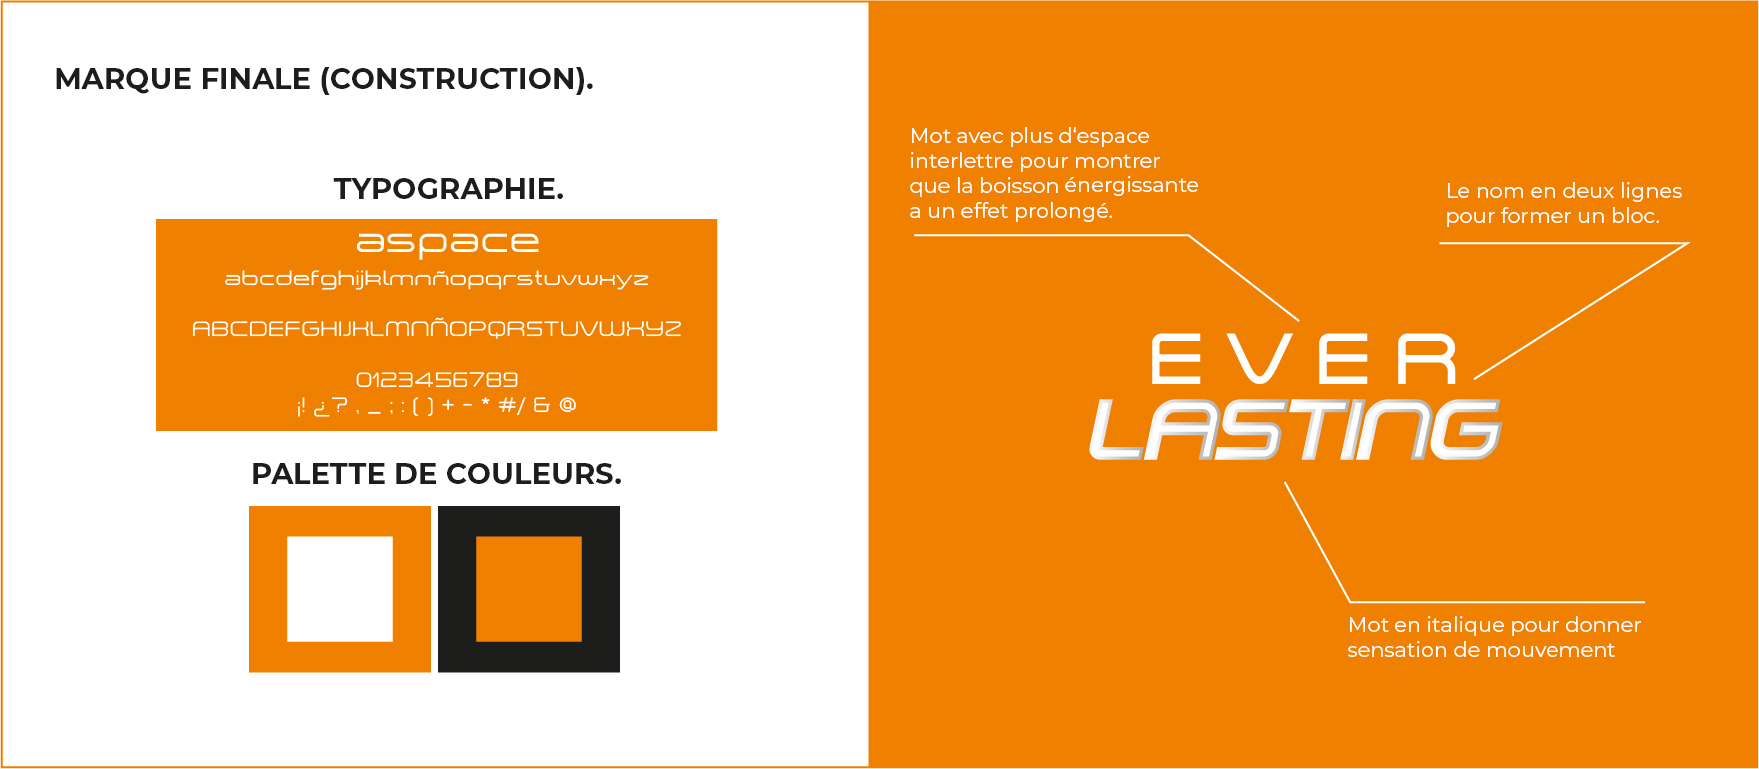 MARQUE FINALE (CONSTRUCTION).
TYPOGRAPHIE.
aspace
abcdefghijklmnñopqrstuvwxyz
ABCDEFGHIJKLMNÑOPQRSTUVWXYZ
0123456789
¡! ¿? , _ ; : ( ) + - * #/ & @
PALETTE DE COULEURS.
Mot avec plus d‘espace
interlettre pour montrer
que la boisson énergissante
a un effet prolongé.
Le nom en deux lignes
pour former un bloc.
EVER
LASTING
Mot en italique pour donner
sensation de mouvement